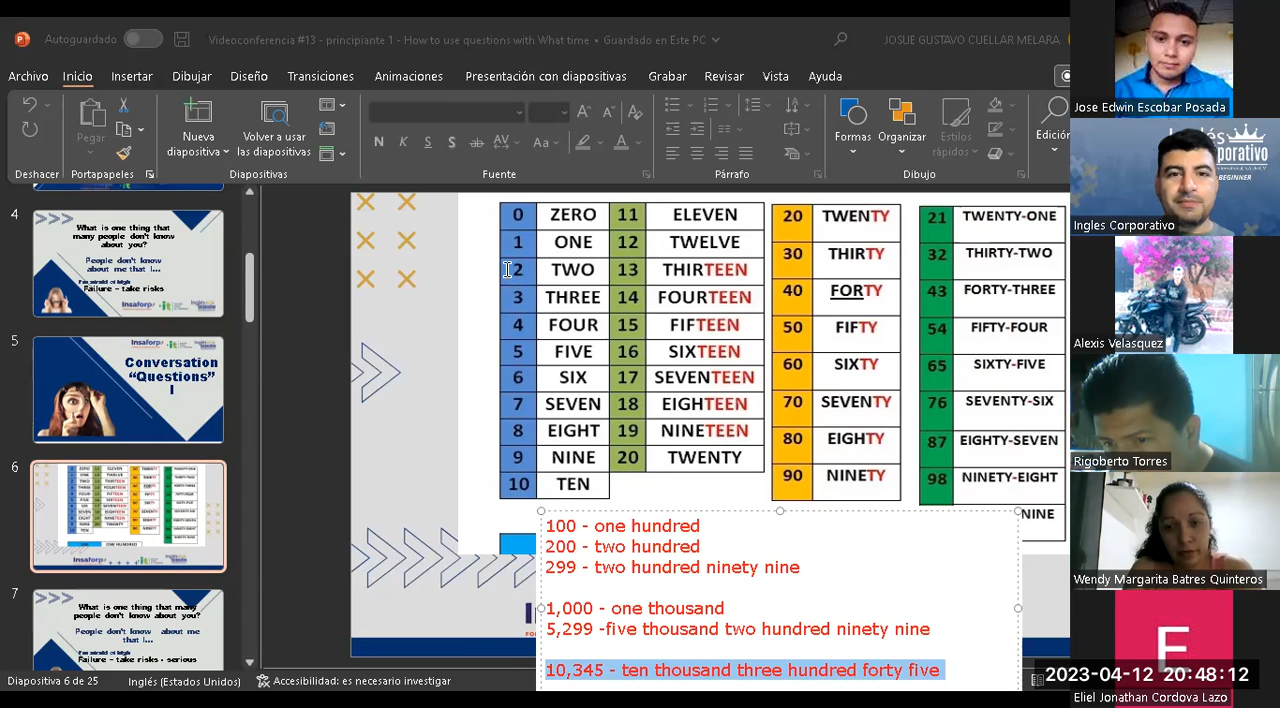 Autoguardado
Videoconferencia #13 - principiante 1 - How to use questions with What time • Guardado en Este PC
JOSUE GUSTAVO CUELLAR MELARA
Archivo Inicio Insertar Dibujar Diseño Transiciones Animaciones Presentación con diapositivas Grabar Revisar Vista Ayuda
Pegar
Nueva diapositiva
Volver a usar las diapositivas
N K S S ab AV Aa A
Formas
Organizar
Estilos rápidos
Edición
Deshacer Portapapeles Diapositivas Fuente Párrafo Dibujo
4
What is one thing that
many people don't know
about you?
People don't know
about me that I...
Failure - take risks
Insaforp
5
Conversation
"Questions"
I
6
Insaforp
7
What is one thing that many
people don't know about you?
People don't know about me
that I...
Failure - take risks - serious
0 ZERO 11 ELEVEN
1 ONE 12 TWELVE
2 TWO 13 THIRTEEN
3 THREE 14 FOURTEEN
4 FOUR 15 FIFTEEN
5 FIVE 16 SIXTEEN
6 SIX 17 SEVENTEEN
7 SEVEN 18 EIGHTEEN
8 EIGHT 19 NINETEEN
9 NINE 20 TWENTY
10 TEN
20 TWENTY
30 THIRTY
40 FORTY
50 FIFTY
60 SIXTY
70 SEVENTY
80 EIGHTY
90 NINETY
21 TWENTY-ONE
32 THIRTY-TWO
43 FORTY-THREE
54 FIFTY-FOUR
65 SIXTY-FIVE
76 SEVENTY-SIX
87 EIGHTY-SEVEN
98 NINETY-EIGHT
NINE
100 - one hundred
200 - two hundred
299 - two hundred ninety nine
1,000 - one thousand
5,299 -five thousand two hundred ninety nine
10,345 - ten thousand three hundred forty five
Diapositiva 6 de 25 Inglés (Estados Unidos) Accesibilidad: es necesario investigar
Jose Edwin Escobar Posada
Inglés
rporativo
BEGINNER
Ingles Corporativo
Alexis Velasquez
Rigoberto Torres
Wendy Margarita Batres Quinteros
E
2023-04-12 20:48:12
Eliel Jonathan Cordova Lazo